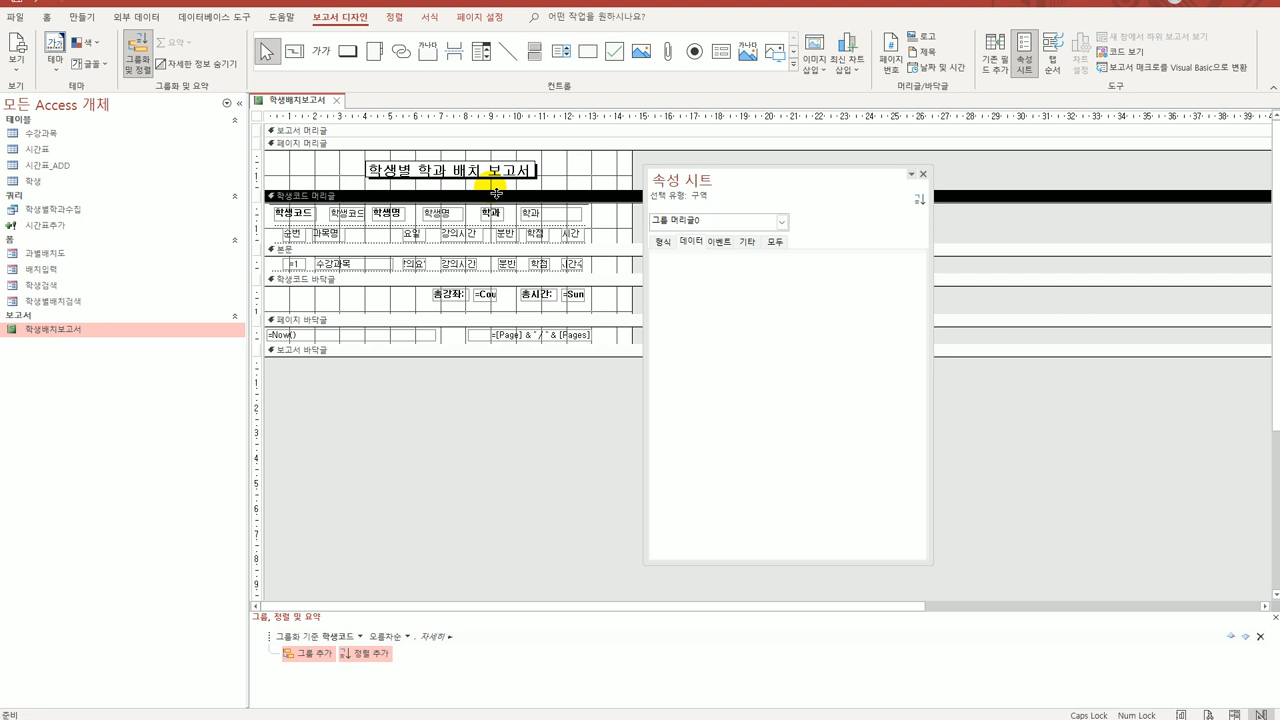 파일 홈 만들기 외부 데이터 데이터베이스 도구 도움말 보고서 디자인 정렬 서식 페이지 설정 어떤 작업을 원하시나요?
보기 테마 색 글꼴 그룹화 및 정렬 요약 자세한 정보 숨기기
가가 가나다 가나다
이미지 삽입 최신 차트 삽입 페이지 번호 로고 제목 날짜 및 시간
기존 필드 추가 속성 시트 탭 순서 차트 설정 새 창에서 하위 보고서 보기 코드 보기 보고서 매크로를 Visual Basic으로 변환
보기 테마 그룹화 및 요약 컨트롤 머리글/바닥글 도구
모든 Access 개체
테이블
수강과목
시간표
시간표_ADD
학생
쿼리
학생별학과수집
시간표추가
폼
과별배치도
배치입력
학생검색
학생별배치검색
보고서
학생배치보고서
학생배치보고서
보고서 머리글
페이지 머리글
학생별 학과 배치 보고서
학생코드 머리글
학생코드 학생코드 학생명 학생명 학과 학과
순번 과목명 요일 강의시간 분반 학점 시간
본문
=1 수강과목 강의시간 분반 학점
학생코드 바닥글
총강좌: =Cou 총시간: =Sun
페이지 바닥글
=Now() =[Page] & " / " & [Pages]
보고서 바닥글
속성 시트
선택 유형: 구역
그룹 머리글0
형식 데이터 이벤트 기타 모두
그룹, 정렬 및 요약
그룹화 기준 학생코드 오름차순 , 자세히
그룹 추가 정렬 추가
준비 Caps Lock Num Lock